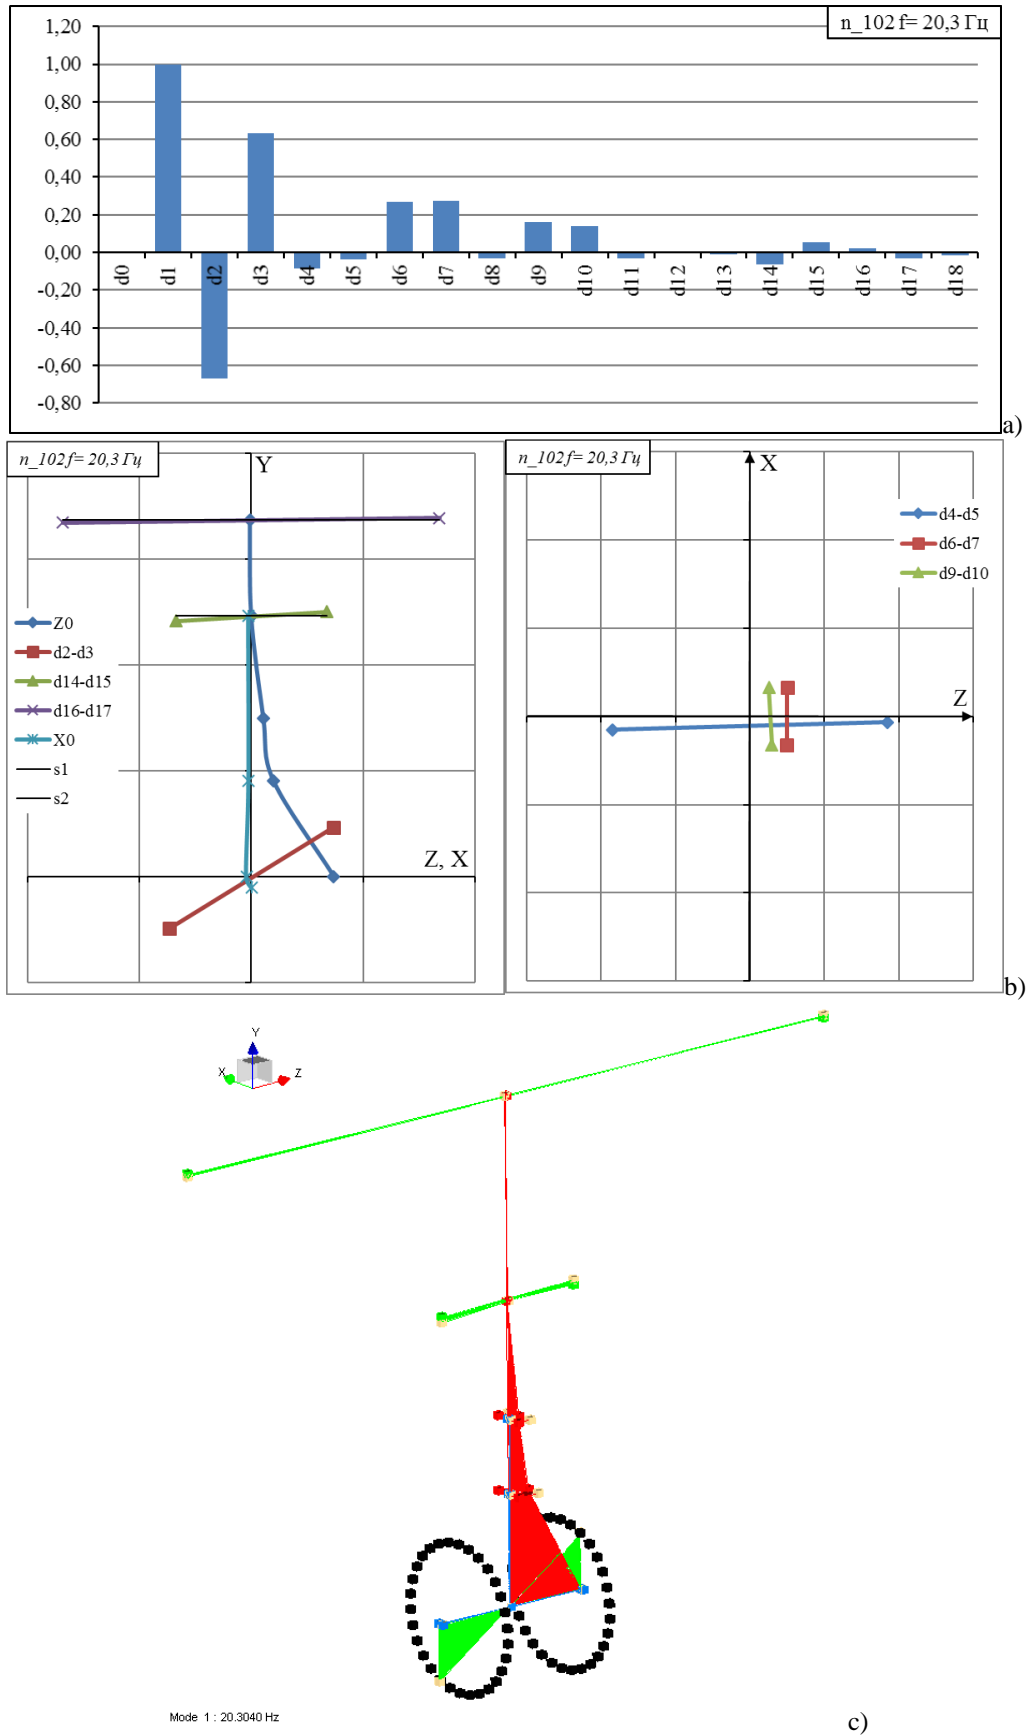 n_102 f= 20,3 Гц
1,20
1,00
0,80
0,60
0,40
0,20
0,00
-0,20
-0,40
-0,60
-0,80
d0 d1 d2 d3 d4 d5 d6 d7 d8 d9 d10 d11 d12 d13 d14 d15 d16 d17 d18
a)
n_102 f= 20,3 Гц
Y
Z0
d2-d3
d14-d15
d16-d17
X0
s1
s2
Z, X
n_102 f= 20,3 Гц
X
d4-d5
d6-d7
d9-d10
Z
b)
Y
X
Z
Mode 1 : 20.3040 Hz
c)